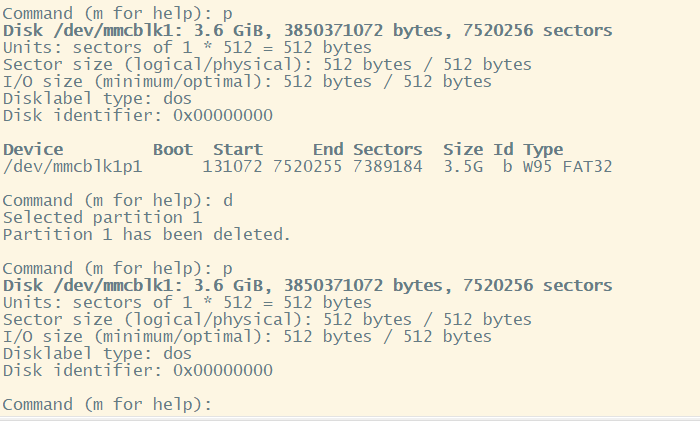 Command (m for help): p
Disk /dev/mmcblk1: 3.6 GiB, 3850371072 bytes, 7520256 sectors
Units: sectors of 1 * 512 = 512 bytes
Sector size (logical/physical): 512 bytes / 512 bytes
I/O size (minimum/optimal): 512 bytes / 512 bytes
Disklabel type: dos
Disk identifier: 0x00000000

Device         Boot  Start     End Sectors  Size Id Type
/dev/mmcblk1p1      131072 7520255 7389184  3.5G  b W95 FAT32

Command (m for help): d
Selected partition 1
Partition 1 has been deleted.

Command (m for help): p
Disk /dev/mmcblk1: 3.6 GiB, 3850371072 bytes, 7520256 sectors
Units: sectors of 1 * 512 = 512 bytes
Sector size (logical/physical): 512 bytes / 512 bytes
I/O size (minimum/optimal): 512 bytes / 512 bytes
Disklabel type: dos
Disk identifier: 0x00000000

Command (m for help):